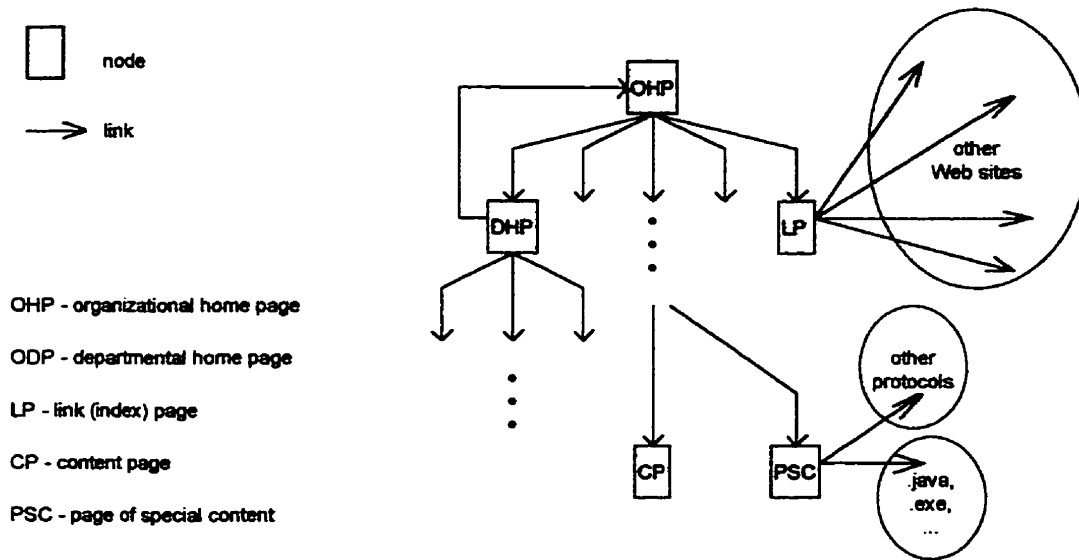 node
link
OHP
DHP
LP
other
Web sites
OHP - organizational home page
ODP - departmental home page
LP - link (index) page
CP - content page
PSC - page of special content
other
protocols
CP
PSC
.java,
.exe,
...